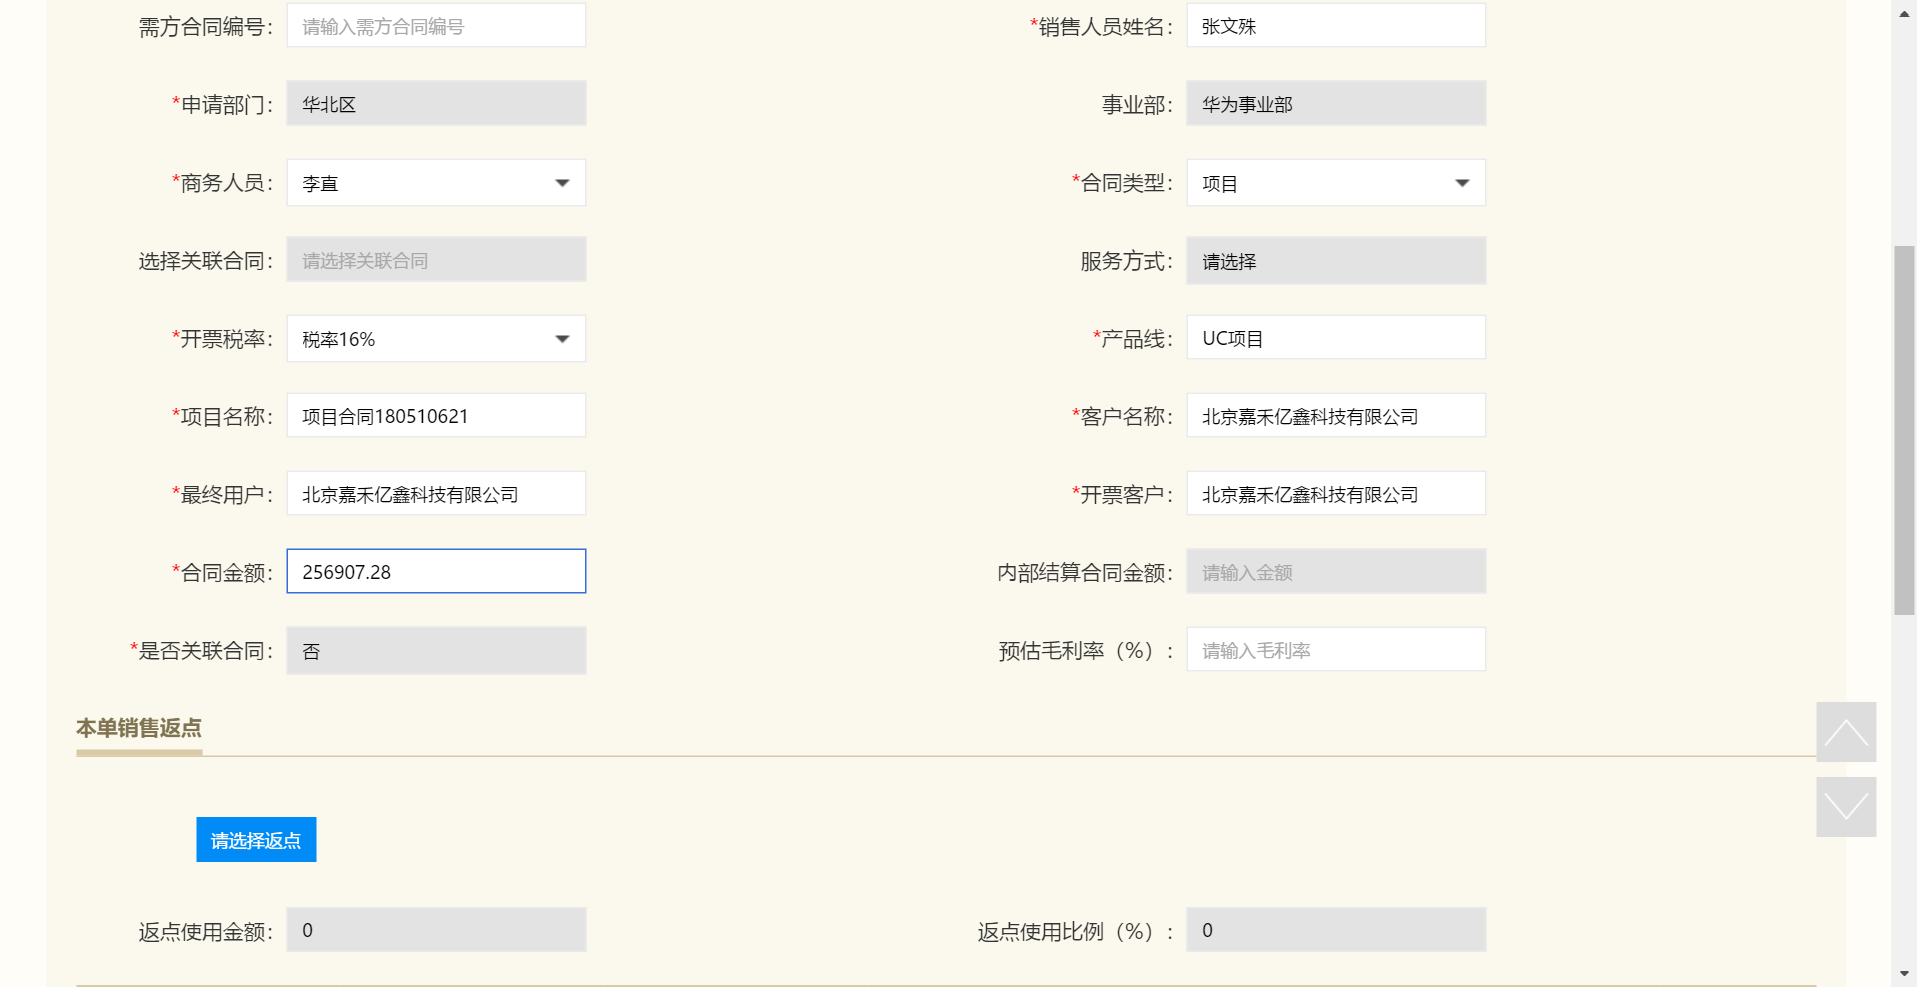 需方合同编号： 请输入需方合同编号 *销售人员姓名： 张文殊
*申请部门： 华北区 事业部： 华为事业部
*商务人员： 李直 *合同类型： 项目
选择关联合同： 请选择关联合同 服务方式： 请选择
*开票税率： 税率16% *产品线： UC项目
*项目名称： 项目合同180510621 *客户名称： 北京嘉禾亿鑫科技有限公司
*最终用户： 北京嘉禾亿鑫科技有限公司 *开票客户： 北京嘉禾亿鑫科技有限公司
*合同金额： 256907.28 内部结算合同金额： 请输入金额
*是否关联合同： 否 预估毛利率（%）： 请输入毛利率
本单销售返点
请选择返点
返点使用金额： 0 返点使用比例（%）： 0